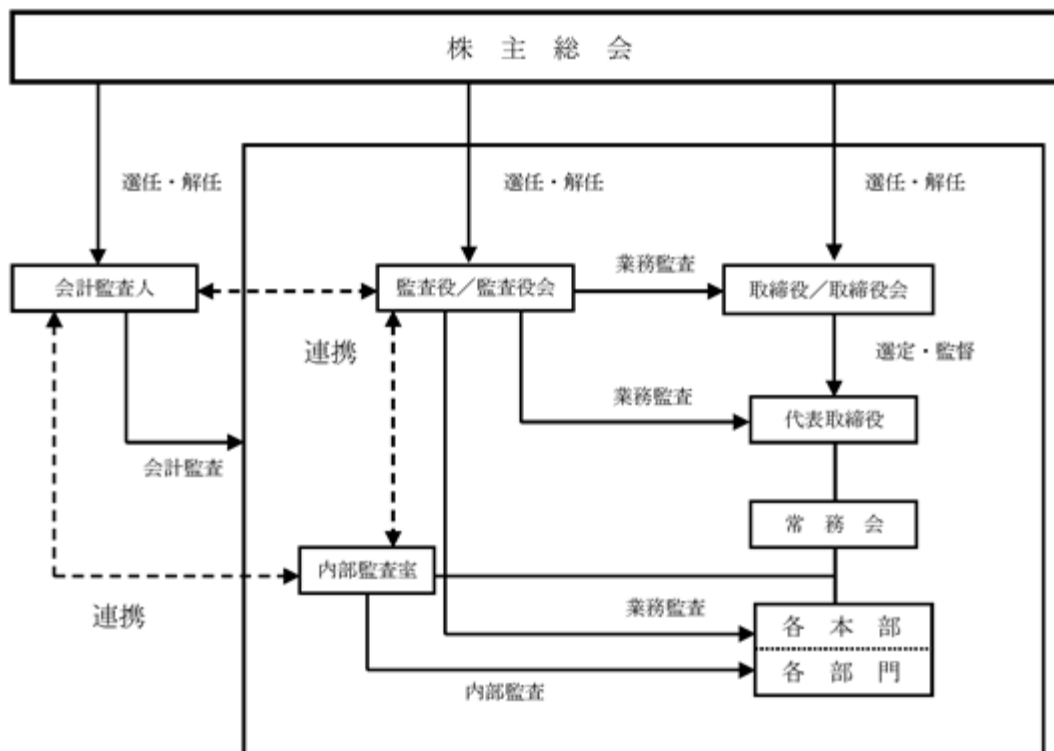 株 主 総 会
選任・解任
選任・解任
選任・解任
会計監査人
監査役／監査役会
業務監査
取締役／取締役会
連携
選定・監督
業務監査
代表取締役
会計監査
常 務 会
内部監査室
連携
業務監査
各 本 部
各 部 門
内部監査